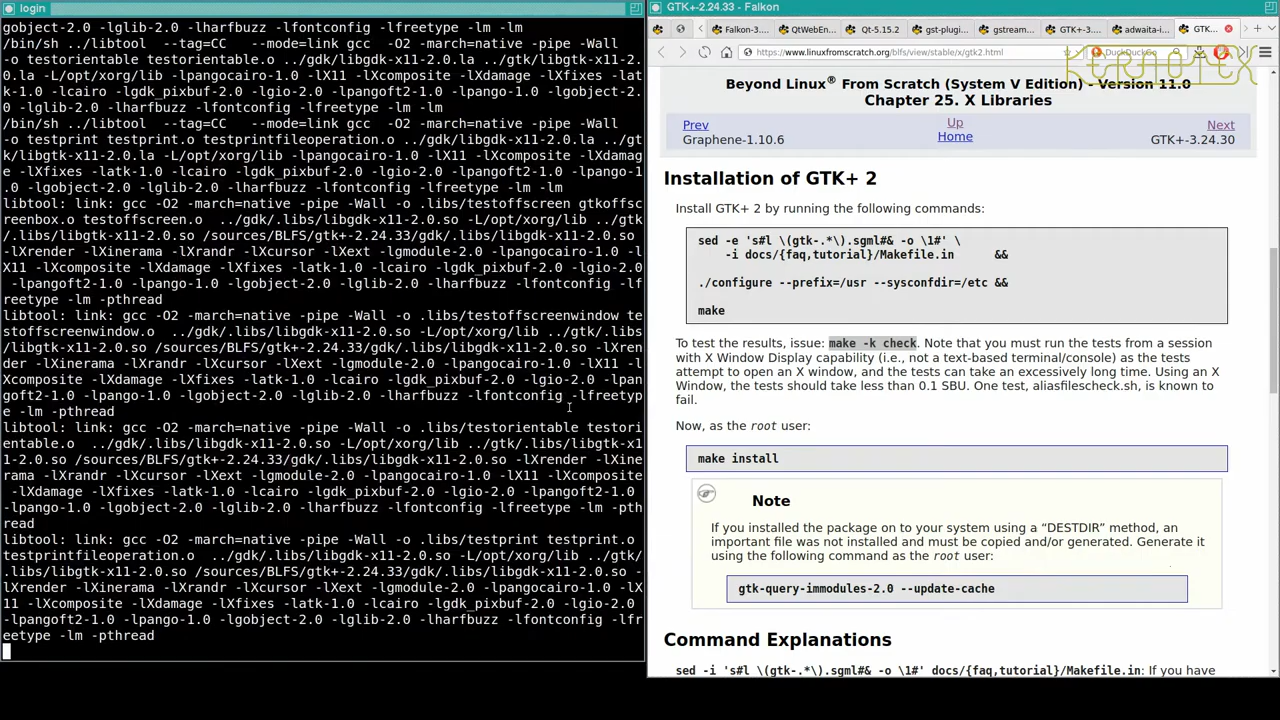 login
gobject-2.0 -lglib-2.0 -lharfbuzz -lfontconfig -lfreetype -lm -lm
/bin/sh ../libtool   --tag=CC   --mode=link gcc  -O2 -march=native -pipe -Wall
-o testorientable testorientable.o ../gdk/libgdk-x11-2.0.la ../gtk/libgtk-x11-2
.0.la -L/opt/xorg/lib -lpangocairo-1.0 -lX11 -lXcomposite -lXdamage -lXfixes -lat
k-1.0 -lcairo -lgdk_pixbuf-2.0 -lgio-2.0 -lpangoft2-1.0 -lpango-1.0 -lgobject-2.
0 -lglib-2.0 -lharfbuzz -lfontconfig -lfreetype -lm -lm
/bin/sh ../libtool   --tag=CC   --mode=link gcc  -O2 -march=native -pipe -Wall
-o testprint testprint.o testprintfileoperation.o ../gdk/libgdk-x11-2.0.la ../gt
k/libgtk-x11-2.0.la -L/opt/xorg/lib -lpangocairo-1.0 -lX11 -lXcomposite -lXdamag
e -lXfixes -latk-1.0 -lcairo -lgdk_pixbuf-2.0 -lgio-2.0 -lpangoft2-1.0 -lpango-1
.0 -lgobject-2.0 -lglib-2.0 -lharfbuzz -lfontconfig -lfreetype -lm -lm
libtool: link: gcc -O2 -march=native -pipe -Wall -o .libs/testoffscreen gtkoffsc
reenbox.o testoffscreen.o  ../gdk/.libs/libgdk-x11-2.0.so -L/opt/xorg/lib ../gtk
/.libs/libgtk-x11-2.0.so /sources/BLFS/gtk+-2.24.33/gdk/.libs/libgdk-x11-2.0.so
-lXrender -lXinerama -lXrandr -lXcursor -lXext -lgmodule-2.0 -lpangocairo-1.0 -l
X11 -lXcomposite -lXdamage -lXfixes -latk-1.0 -lcairo -lgdk_pixbuf-2.0 -lgio-2.0
-lpangoft2-1.0 -lpango-1.0 -lgobject-2.0 -lglib-2.0 -lharfbuzz -lfontconfig -lfr
eetype -lm -pthread
libtool: link: gcc -O2 -march=native -pipe -Wall -o .libs/testoffscreenwindow te
stoffscreenwindow.o  ../gdk/.libs/libgdk-x11-2.0.so -L/opt/xorg/lib ../gtk/.libs
/libgtk-x11-2.0.so /sources/BLFS/gtk+-2.24.33/gdk/.libs/libgdk-x11-2.0.so -lXren
der -lXinerama -lXrandr -lXcursor -lXext -lgmodule-2.0 -lpangocairo-1.0 -lX11 -l
Xcomposite -lXdamage -lXfixes -latk-1.0 -lcairo -lgdk_pixbuf-2.0 -lgio-2.0 -lpan
goft2-1.0 -lpango-1.0 -lgobject-2.0 -lglib-2.0 -lharfbuzz -lfontconfig -lfreetyp
e -lm -pthread
libtool: link: gcc -O2 -march=native -pipe -Wall -o .libs/testorientable testori
entable.o  ../gdk/.libs/libgdk-x11-2.0.so -L/opt/xorg/lib ../gtk/.libs/libgtk-x1
1-2.0.so /sources/BLFS/gtk+-2.24.33/gdk/.libs/libgdk-x11-2.0.so -lXrender -lXine
rama -lXrandr -lXcursor -lXext -lgmodule-2.0 -lpangocairo-1.0 -lX11 -lXcomposite
-lXdamage -lXfixes -latk-1.0 -lcairo -lgdk_pixbuf-2.0 -lgio-2.0 -lpangoft2-1.0
-lpango-1.0 -lgobject-2.0 -lglib-2.0 -lharfbuzz -lfontconfig -lfreetype -lm -pth
read
libtool: link: gcc -O2 -march=native -pipe -Wall -o .libs/testprint testprint.o
testprintfileoperation.o  ../gdk/.libs/libgdk-x11-2.0.so -L/opt/xorg/lib ../gtk/
.libs/libgtk-x11-2.0.so /sources/BLFS/gtk+-2.24.33/gdk/.libs/libgdk-x11-2.0.so -
lXrender -lXinerama -lXrandr -lXcursor -lXext -lgmodule-2.0 -lpangocairo-1.0 -lX
11 -lXcomposite -lXdamage -lXfixes -latk-1.0 -lcairo -lgdk_pixbuf-2.0 -lgio-2.0
-lpangoft2-1.0 -lpango-1.0 -lgobject-2.0 -lglib-2.0 -lharfbuzz -lfontconfig -lfr
eetype -lm -pthread
GTK+-2.24.33 - Falkon
Falkon-3... QtWebEn... Qt-5.15.2 gst-plugin... gstream... GTK+-3.... adwaita-i... GTK+-...
https://www.linuxfromscratch.org/blfs/view/stable/x/gtk2.html DuckDuckGo
KERNOTEX
Beyond Linux® From Scratch (System V Edition) - Version 11.0
Chapter 25. X Libraries
Prev Up Next
Graphene-1.10.6 Home GTK+-3.24.30
Installation of GTK+ 2
Install GTK+ 2 by running the following commands:
sed -e 's#l \(gtk-.*\).sgml#& -o \1#' \
-i docs/{faq,tutorial}/Makefile.in      &&
./configure --prefix=/usr --sysconfdir=/etc &&
make
To test the results, issue: make -k check. Note that you must run the tests from a session
with X Window Display capability (i.e., not a text-based terminal/console) as the tests
attempt to open an X window, and the tests can take an excessively long time. Using an X
Window, the tests should take less than 0.1 SBU. One test, aliasfilescheck.sh, is known to
fail.
Now, as the root user:
make install
Note
If you installed the package on to your system using a “DESTDIR” method, an
important file was not installed and must be copied and/or generated. Generate it
using the following command as the root user:
gtk-query-immodules-2.0 --update-cache
Command Explanations
sed -i 's#l \(gtk-.*\).sgml#& -o \1#' docs/{faq,tutorial}/Makefile.in: If you have